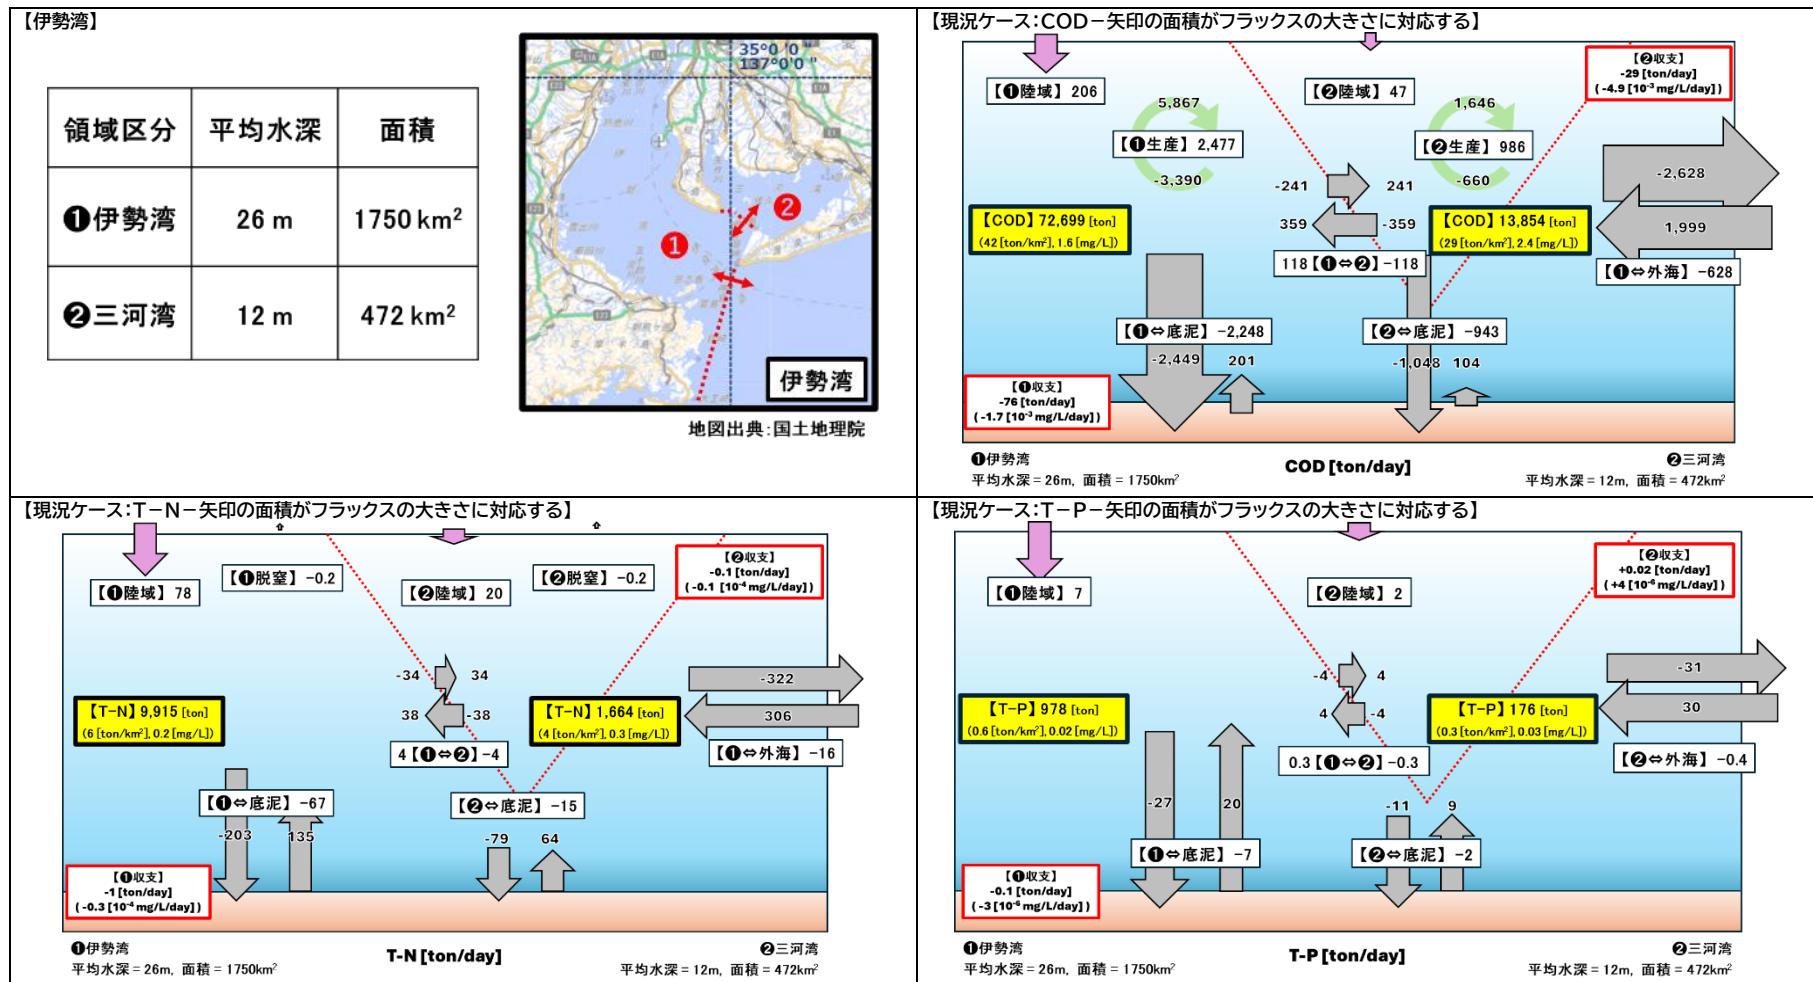 【伊勢湾】
領域区分 平均水深 面積
❶伊勢湾 26 m 1750 km²
❷三河湾 12 m 472 km²
35°0 '0
137°0'0 "
❷
❶
伊勢湾
地図出典:国土地理院
【現況ケース:COD-矢印の面積がフラックスの大きさに対応する】
【❷収支】
-29 [ton/day]
( -4.9 [10⁻³ mg/L/day] )
【❶陸域】 206
【❷陸域】 47
5,867
【❶生産】 2,477
-3,390
1,646
【❷生産】 986
-660
-2,628
1,999
【❶⇔外海】 -628
-241 241
359 -359
118【❶⇔❷】-118
【COD】 72,699 [ton]
(42 [ton/km²], 1.6 [mg/L])
【COD】 13,854 [ton]
(29 [ton/km²], 2.4 [mg/L])
【❶⇔底泥】 -2,248
-2,449 201
【❷⇔底泥】 -943
-1,048 104
【❶収支】
-76 [ton/day]
( -1.7 [10⁻³ mg/L/day] )
❶伊勢湾
平均水深 = 26m, 面積 = 1750km²
COD [ton/day]
❷三河湾
平均水深 = 12m, 面積 = 472km²
【現況ケース:T-N-矢印の面積がフラックスの大きさに対応する】
【❷収支】
-0.1 [ton/day]
( -0.1 [10⁻⁴ mg/L/day] )
【❶陸域】 78
【❶脱窒】 -0.2
【❷陸域】 20
【❷脱窒】 -0.2
-34 34
38 -38
4【❶⇔❷】-4
-322
306
【❶⇔外海】 -16
【T-N】 9,915 [ton]
(6 [ton/km²], 0.2 [mg/L])
【T-N】 1,664 [ton]
(4 [ton/km²], 0.3 [mg/L])
【❶⇔底泥】 -67
-203 135
【❷⇔底泥】 -15
-79 64
【❶収支】
-1 [ton/day]
( -0.3 [10⁻⁴ mg/L/day] )
❶伊勢湾
平均水深 = 26m, 面積 = 1750km²
T-N [ton/day]
❷三河湾
平均水深 = 12m, 面積 = 472km²
【現況ケース:T-P-矢印の面積がフラックスの大きさに対応する】
【❷収支】
+0.02 [ton/day]
( +4 [10⁻⁶ mg/L/day] )
【❶陸域】 7
【❷陸域】 2
-4 4
4 -4
0.3【❶⇔❷】-0.3
-31
30
【❷⇔外海】 -0.4
【T-P】 978 [ton]
(0.6 [ton/km²], 0.02 [mg/L])
【T-P】 176 [ton]
(0.3 [ton/km²], 0.03 [mg/L])
-27 20
【❶⇔底泥】 -7
-11 9
【❷⇔底泥】 -2
【❶収支】
-0.1 [ton/day]
( -3 [10⁻⁶ mg/L/day] )
❶伊勢湾
平均水深 = 26m, 面積 = 1750km²
T-P [ton/day]
❷三河湾
平均水深 = 12m, 面積 = 472km²